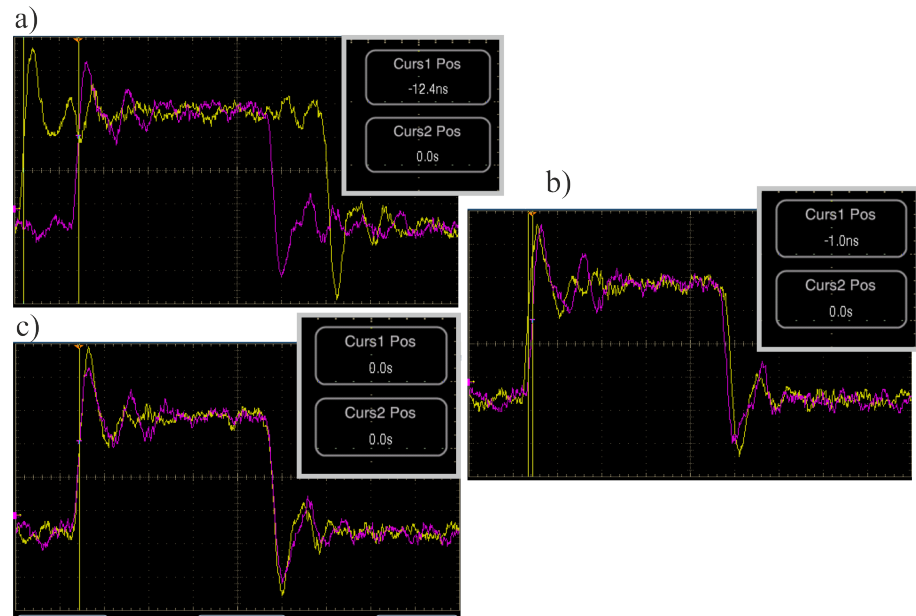 a)
Curs1 Pos
-12.4ns
Curs2 Pos
0.0s
b)
Curs1 Pos
-1.0ns
Curs2 Pos
0.0s
c)
Curs1 Pos
0.0s
Curs2 Pos
0.0s